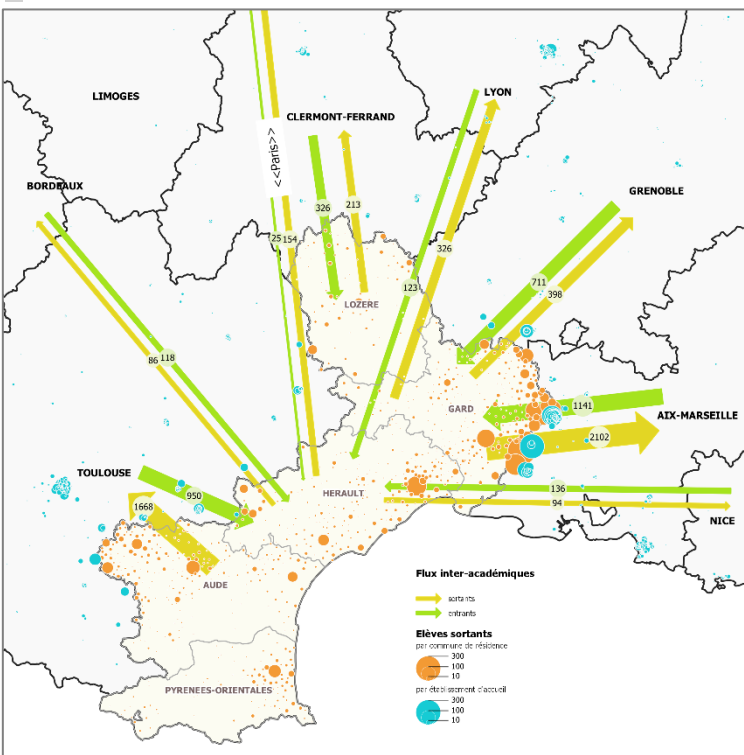 LIMOGES
CLERMONT-FERRAND
LYON
<<Paris>>
BORDEAUX
GRENOBLE
326
213
25
154
326
LOZERE
711
123
398
86
118
GARD
1141
AIX-MARSEILLE
2102
TOULOUSE
950
HERAULT
136
1668
94
NICE
AUDE
Flux inter-académiques
sortants
entrants
Elèves sortants
par commune de résidence
300
100
10
PYRENEES-ORIENTALES
par établissement d'accueil
300
100
10